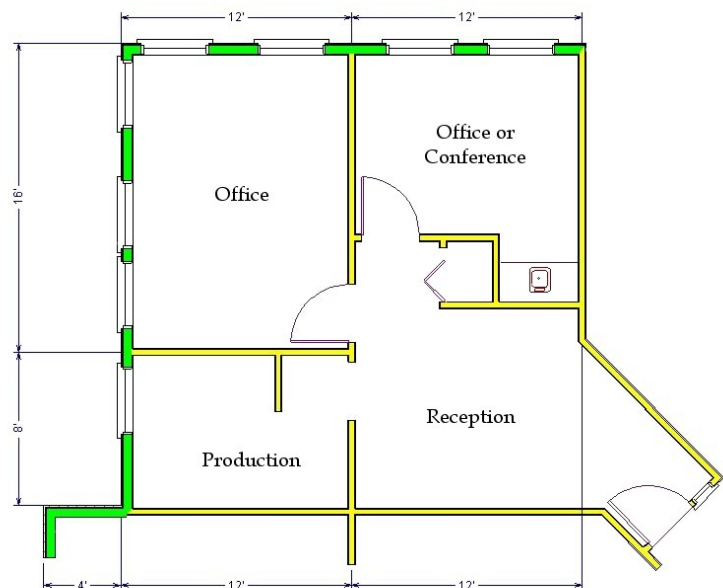 12'
12'
Office or
Conference
Office
16'
8'
Reception
Production
4'
12'
12'